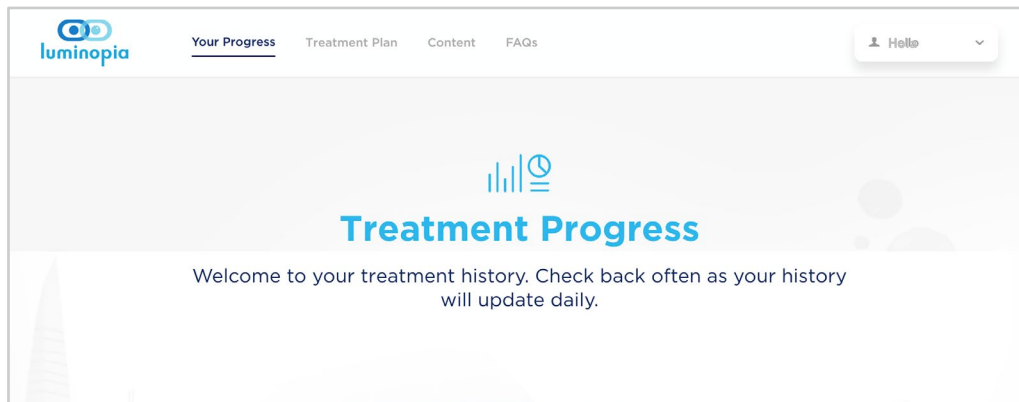 luminopia
Your Progress Treatment Plan Content FAQs
Hello
Treatment Progress
Welcome to your treatment history. Check back often as your history
will update daily.